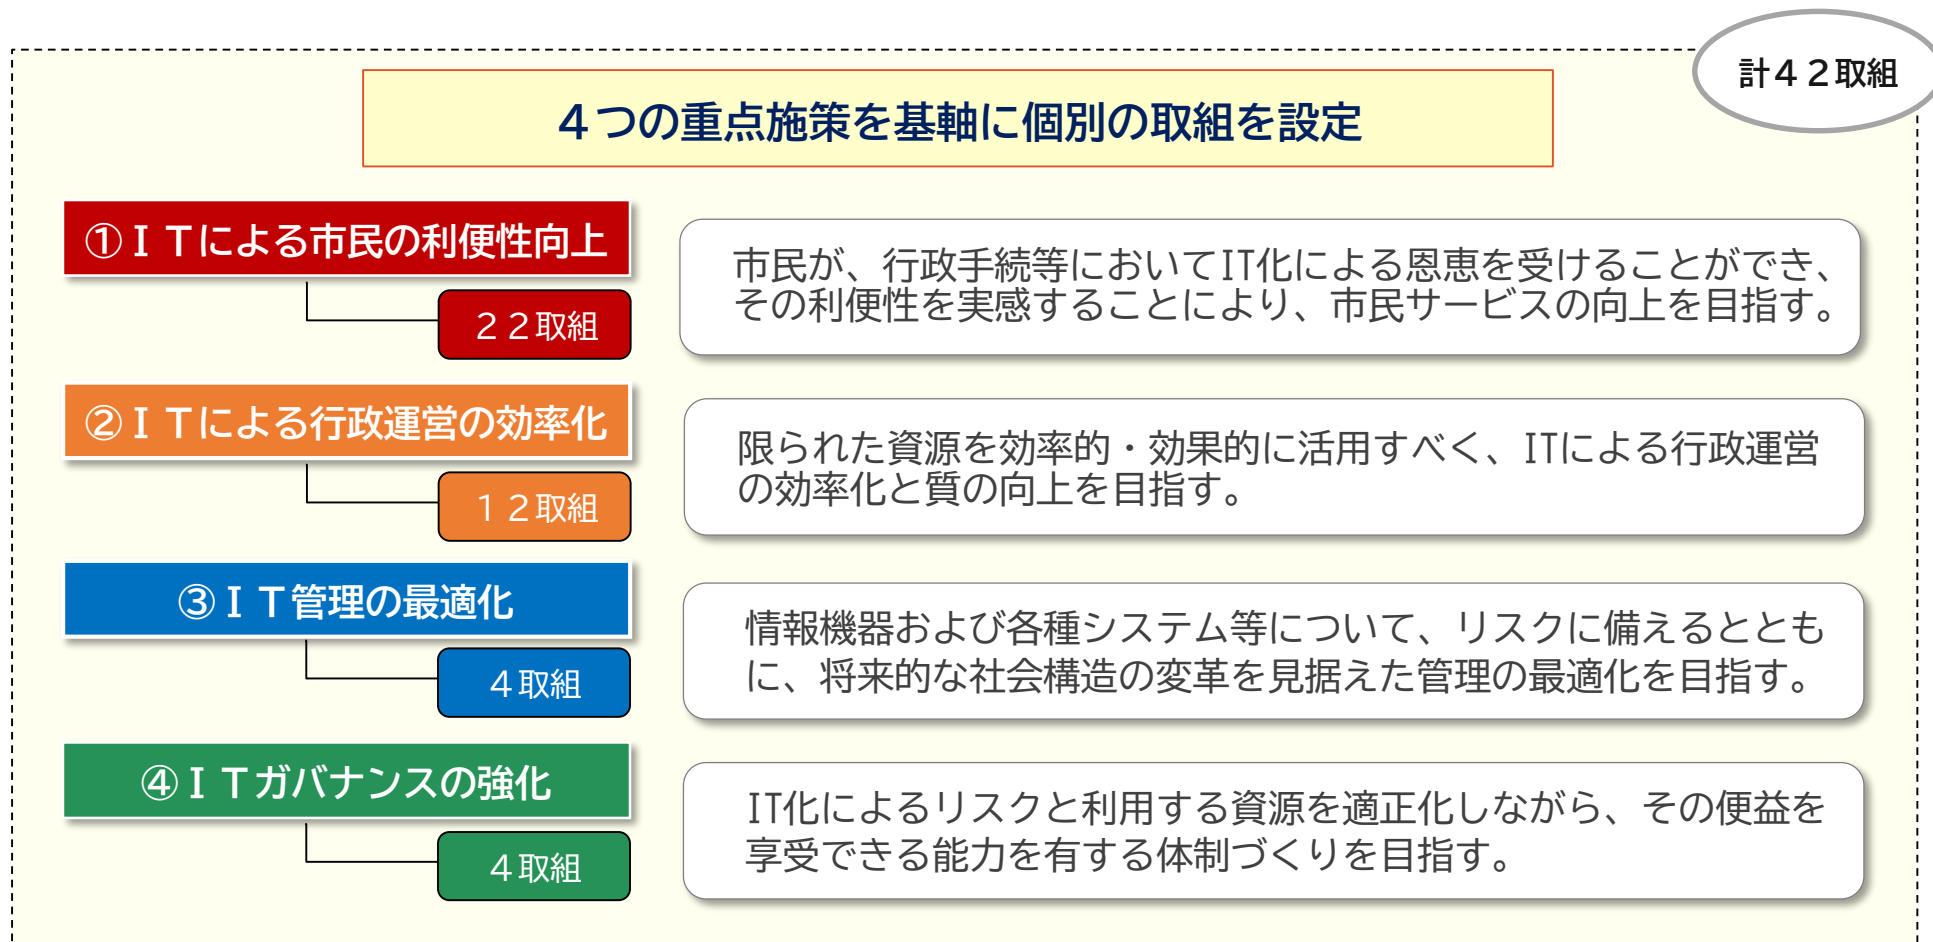 計４２取組
４つの重点施策を基軸に個別の取組を設定
①ＩＴによる市民の利便性向上
２２取組
市民が、行政手続等においてIT化による恩恵を受けることができ、
その利便性を実感することにより、市民サービスの向上を目指す。
②ＩＴによる行政運営の効率化
１２取組
限られた資源を効率的・効果的に活用すべく、ITによる行政運営
の効率化と質の向上を目指す。
③ＩＴ管理の最適化
４取組
情報機器および各種システム等について、リスクに備えるととも
に、将来的な社会構造の変革を見据えた管理の最適化を目指す。
④ＩＴガバナンスの強化
４取組
IT化によるリスクと利用する資源を適正化しながら、その便益を
享受できる能力を有する体制づくりを目指す。